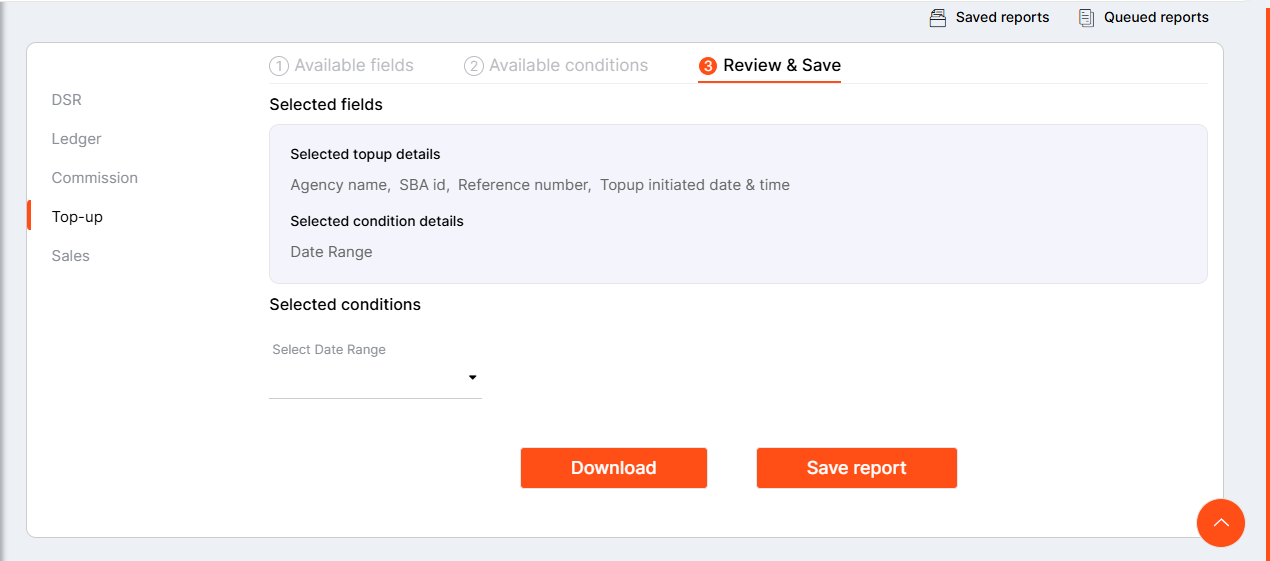 Saved reports Queued reports
1 Available fields 2 Available conditions 3 Review & Save
DSR
Ledger
Commission
Top-up
Sales
Selected fields
Selected topup details
Agency name, SBA id, Reference number, Topup initiated date & time
Selected condition details
Date Range
Selected conditions
Select Date Range
Download Save report